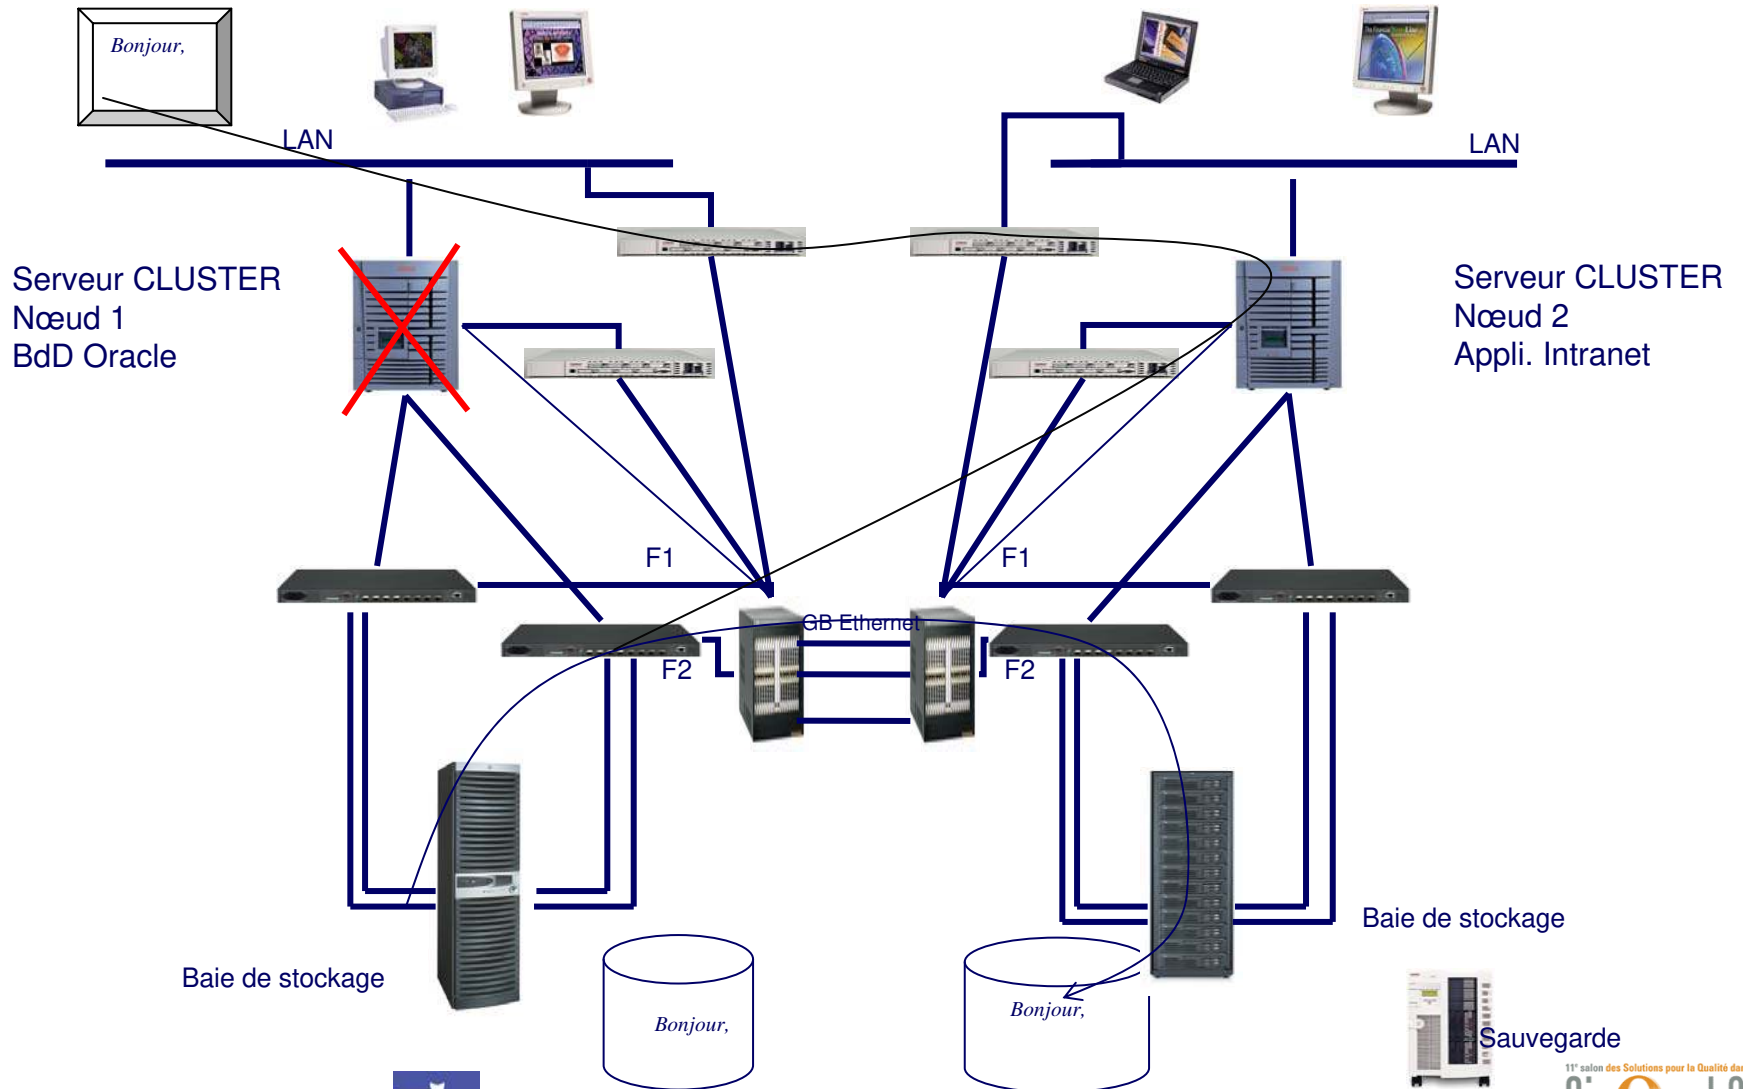 Bonjour,
LAN
LAN
Serveur CLUSTER
Nœud 1
BdD Oracle
Serveur CLUSTER
Nœud 2
Appli. Intranet
F1
F1
GB Ethernet
F2
F2
Baie de stockage
Baie de stockage
Bonjour,
Bonjour,
Sauvegarde
11e salon des Solutions pour la Qualité